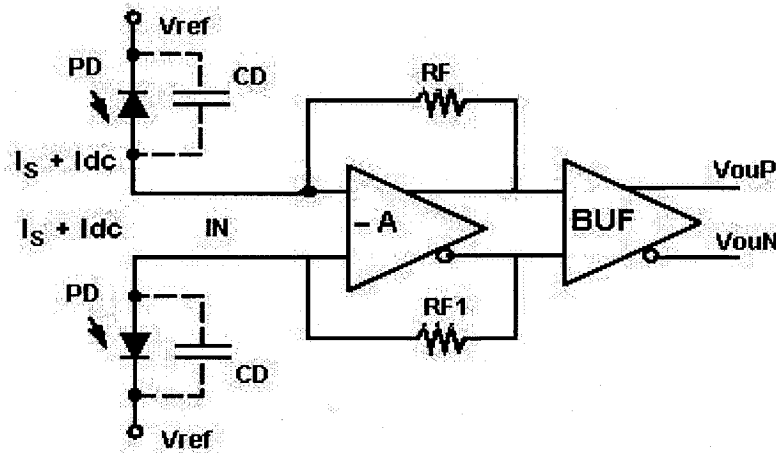 Vref
PD
CD
RF
Is + Idc
VouP
Is + Idc
IN
– A
BUF
VouN
PD
RF1
CD
Vref